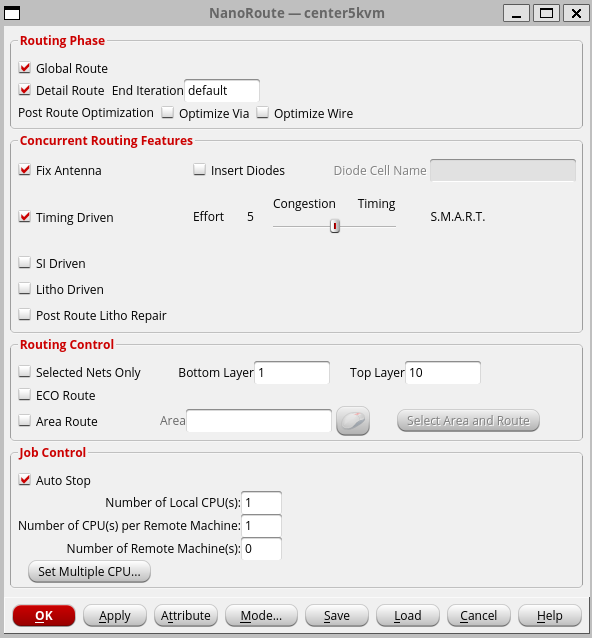 NanoRoute — center5kvm
Routing Phase
Global Route
Detail Route End Iteration default
Post Route Optimization Optimize Via Optimize Wire
Concurrent Routing Features
Fix Antenna Insert Diodes Diode Cell Name
Congestion Timing
Timing Driven Effort 5 S.M.A.R.T.
SI Driven
Litho Driven
Post Route Litho Repair
Routing Control
Selected Nets Only Bottom Layer 1 Top Layer 10
ECO Route
Area Route Area Select Area and Route
Job Control
Auto Stop
Number of Local CPU(s): 1
Number of CPU(s) per Remote Machine: 1
Number of Remote Machine(s): 0
Set Multiple CPU...
OK Apply Attribute Mode... Save Load Cancel Help